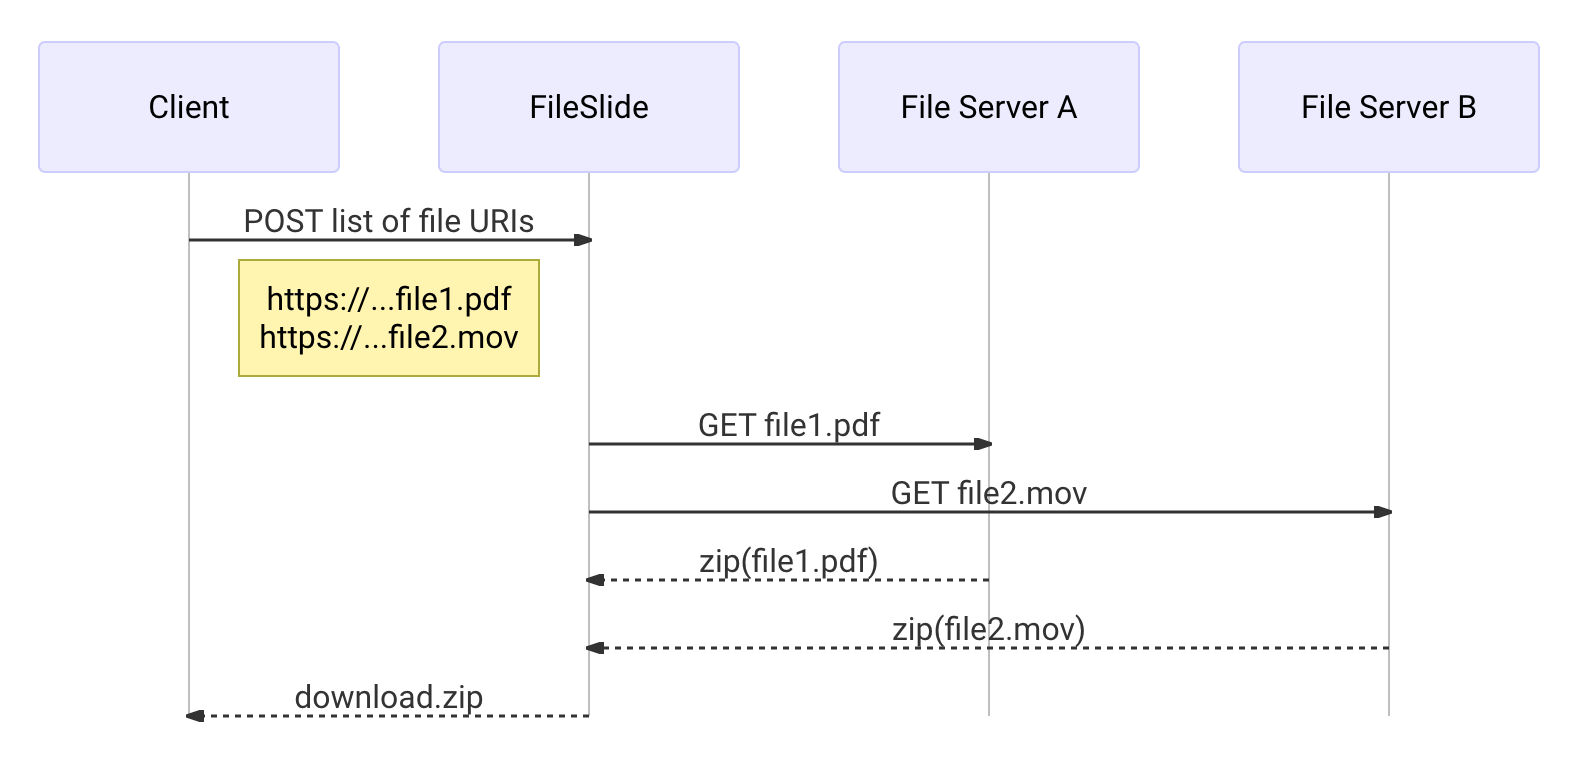 Client
FileSlide
File Server A
File Server B
POST list of file URIs
https://...file1.pdf
https://...file2.mov
GET file1.pdf
GET file2.mov
zip(file1.pdf)
zip(file2.mov)
download.zip